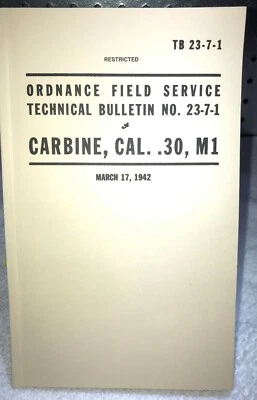 TB 23-7-1
RESTRICTED
ORDNANCE FIELD SERVICE
TECHNICAL BULLETIN NO. 23-7-1
CARBINE, CAL. .30, M1
MARCH 17, 1942